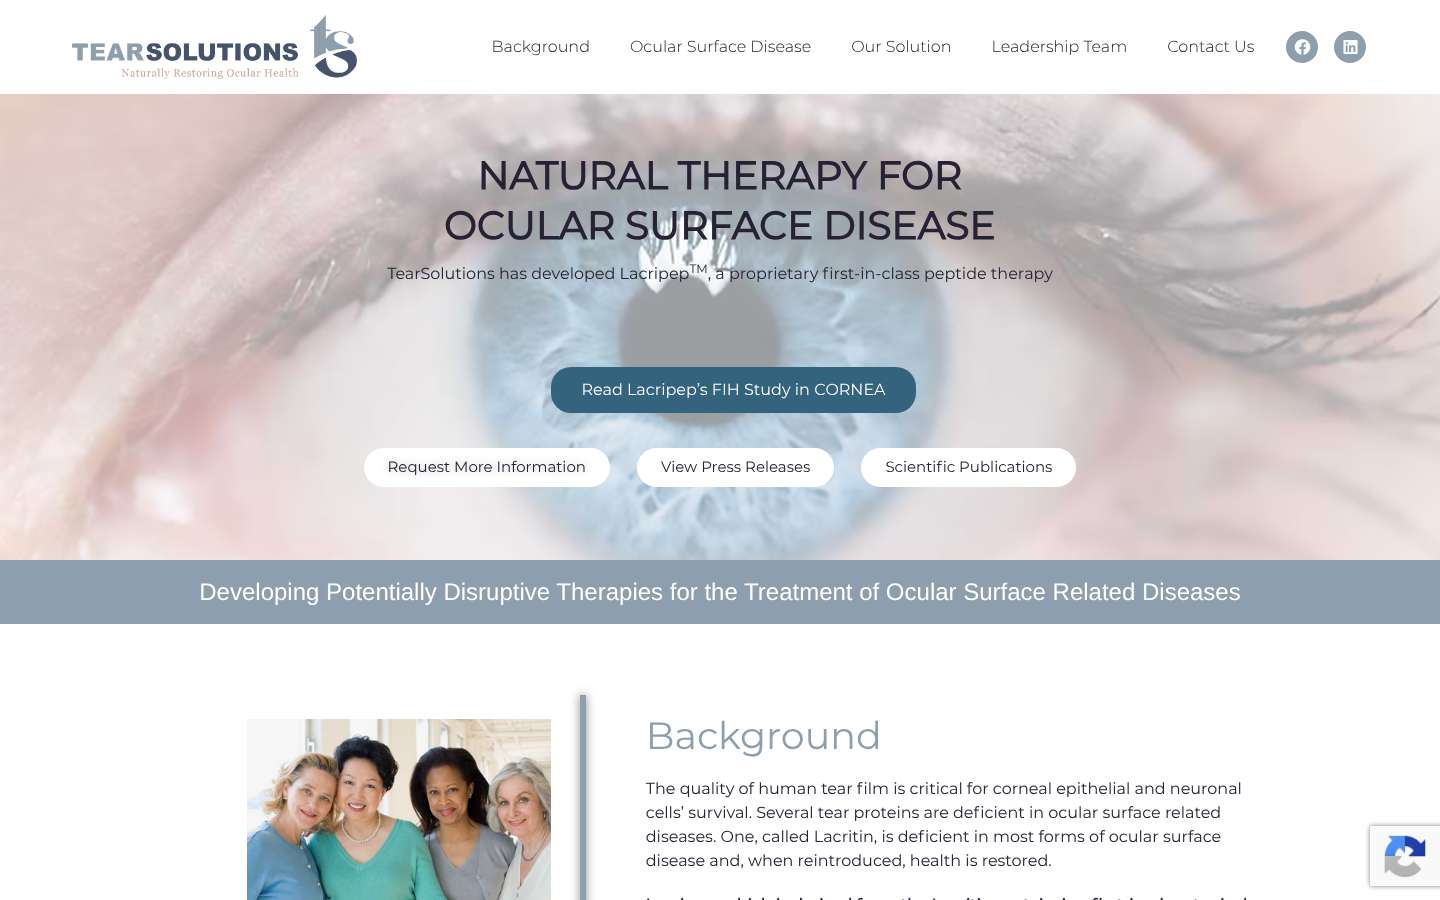 TEARSOLUTIONS
Naturally Restoring Ocular Health
ts
Background
Ocular Surface Disease
Our Solution
Leadership Team
Contact Us
NATURAL THERAPY FOR
OCULAR SURFACE DISEASE
TearSolutions has developed Lacripep™, a proprietary first-in-class peptide therapy
Read Lacripep’s FIH Study in CORNEA
Request More Information
View Press Releases
Scientific Publications
Developing Potentially Disruptive Therapies for the Treatment of Ocular Surface Related Diseases
Background
The quality of human tear film is critical for corneal epithelial and neuronal
cells’ survival. Several tear proteins are deficient in ocular surface related
diseases. One, called Lacritin, is deficient in most forms of ocular surface
disease and, when reintroduced, health is restored.